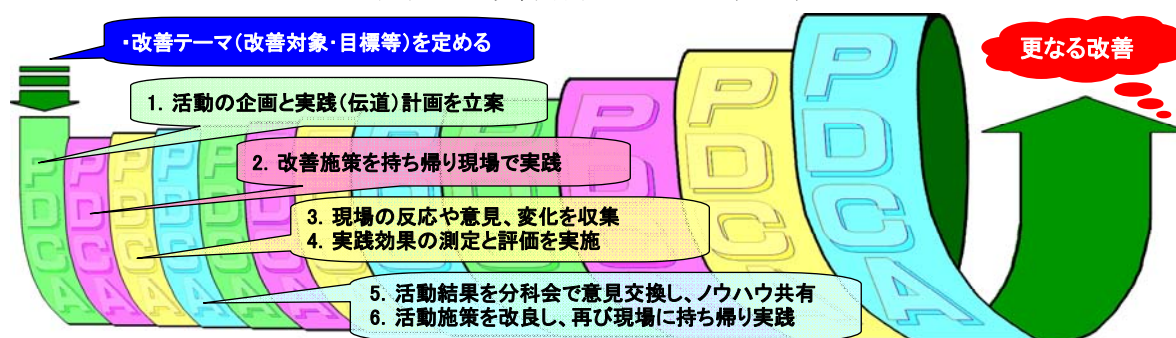 ・改善テーマ(改善対象・目標等)を定める
更なる改善
1. 活動の企画と実践(伝道)計画を立案
2. 改善施策を持ち帰り現場で実践
3. 現場の反応や意見、変化を収集
4. 実践効果の測定と評価を実施
5. 活動結果を分科会で意見交換し、ノウハウ共有
6. 活動施策を改良し、再び現場に持ち帰り実践
P D C A
P D C A
P D C A
P D C A
P D C A